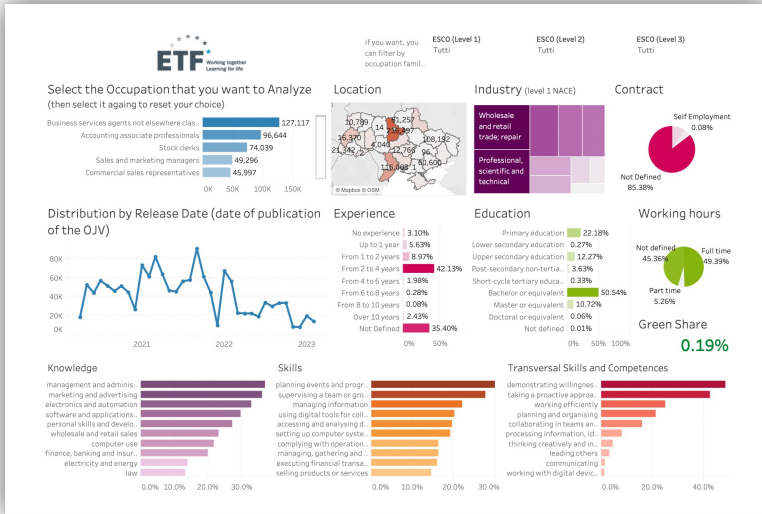 ETF
Working together
Learning for life
If you want, you
can filter by
occupation famil..
ESCO (Level 1)
Tutti
ESCO (Level 2)
Tutti
ESCO (Level 3)
Tutti
Select the Occupation that you want to Analyze
(then select it againg to reset your choice)
Business services agents not elsewhere clas.. 127,117
Accounting associate professionals 96,644
Stock clerks 74,039
Sales and marketing managers 49,296
Commercial sales representatives 45,997
0K 50K 100K 150K
Location
10,789
14
61,257
216,497
108,192
16,370
4,040
21,342
2
12,766
96
60,600
116,063
1
© Mapbox © OSM
Industry (level 1 NACE)
Wholesale
and retail
trade; repair
Professional,
scientific and
technical
Contract
Self Employment
0.08%
Not Defined
85.38%
Distribution by Release Date (date of publication
of the OJV)
80K
60K
40K
20K
0K
2021 2022 2023
Experience
No experience 3.10%
Up to 1 year 5.63%
From 1 to 2 years 8.97%
From 2 to 4 years 42.13%
From 4 to 6 years 1.98%
From 6 to 8 years 0.28%
From 8 to 10 years 0.08%
Over 10 years 2.43%
Not Defined 35.40%
0% 50%
Education
Primary education 22.18%
Lower secondary education 0.27%
Upper secondary education 12.27%
Post-secondary non-tertia.. 3.63%
Short-cycle tertiary educa.. 0.33%
Bachelor or equivalent 50.54%
Master or equivalent 10.72%
Doctoral or equivalent 0.06%
Not defined 0.01%
0% 50% 100%
Working hours
Not defined
45.36%
Full time
49.39%
Part time
5.26%
Green Share
0.19%
Knowledge
management and adminis..
marketing and advertising
electronics and automation
software and applications..
personal skills and develo..
wholesale and retail sales
computer use
finance, banking and insur..
electricity and energy
law
0.0% 10.0% 20.0% 30.0%
Skills
planning events and progr..
supervising a team or gro..
managing information
using digital tools for coll..
accessing and analysing d..
setting up computer syste..
complying with operation..
managing, gathering and ..
executing financial transa..
selling products or services
0.0% 10.0% 20.0% 30.0%
Transversal Skills and Competences
demonstrating willingnes..
taking a proactive approa..
working efficiently
planning and organising
collaborating in teams an..
processing information, id..
thinking creatively and in..
leading others
communicating
working with digital devic..
0.0% 20.0% 40.0%